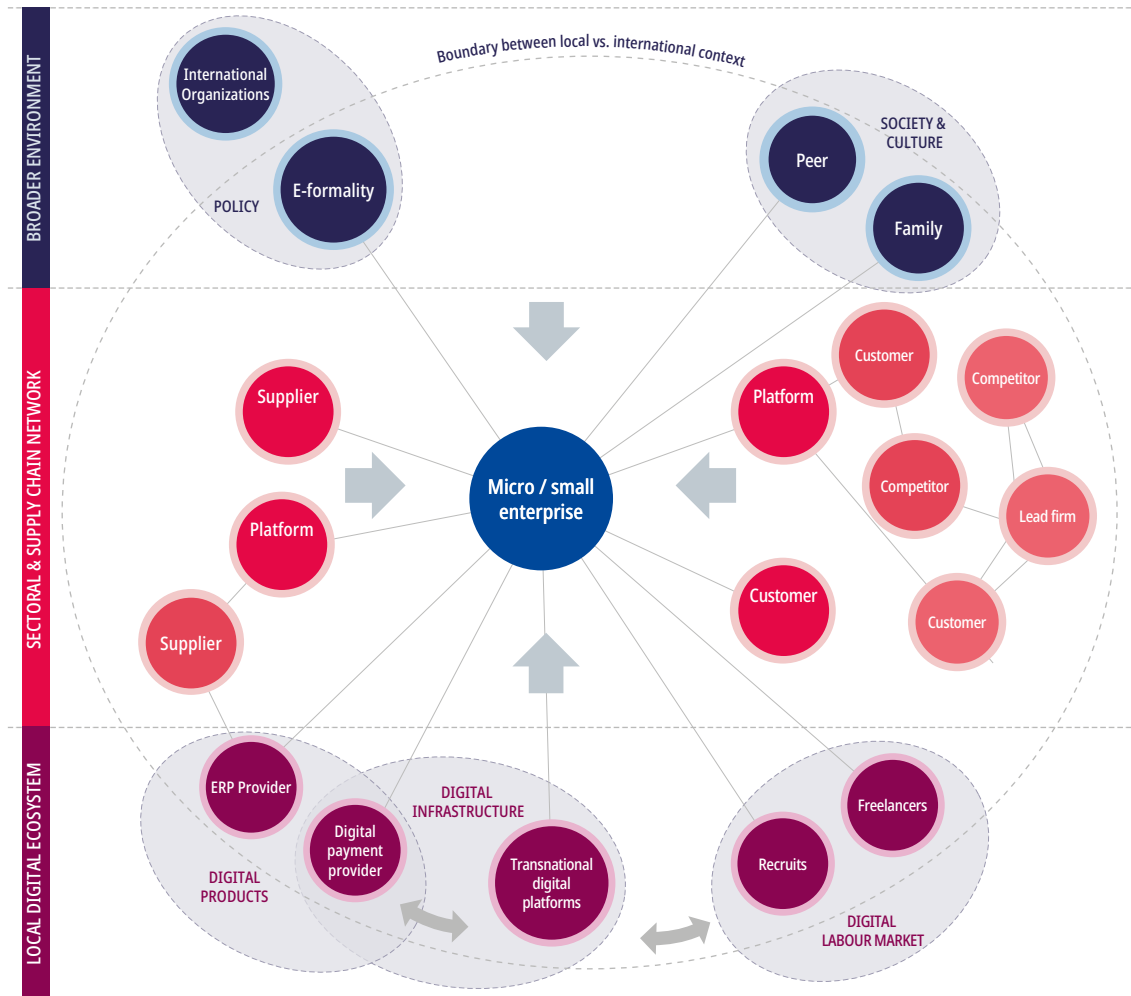 BROADER ENVIRONMENT
Boundary between local vs. international context
International
Organizations
E-formality
POLICY
SOCIETY &
CULTURE
Peer
Family
SECTORAL & SUPPLY CHAIN NETWORK
Supplier
Platform
Supplier
Micro / small
enterprise
Platform
Customer
Competitor
Competitor
Lead firm
Customer
Customer
LOCAL DIGITAL ECOSYSTEM
ERP Provider
DIGITAL
PRODUCTS
Digital
payment
provider
DIGITAL
INFRASTRUCTURE
Transnational
digital
platforms
Freelancers
Recruits
DIGITAL
LABOUR MARKET